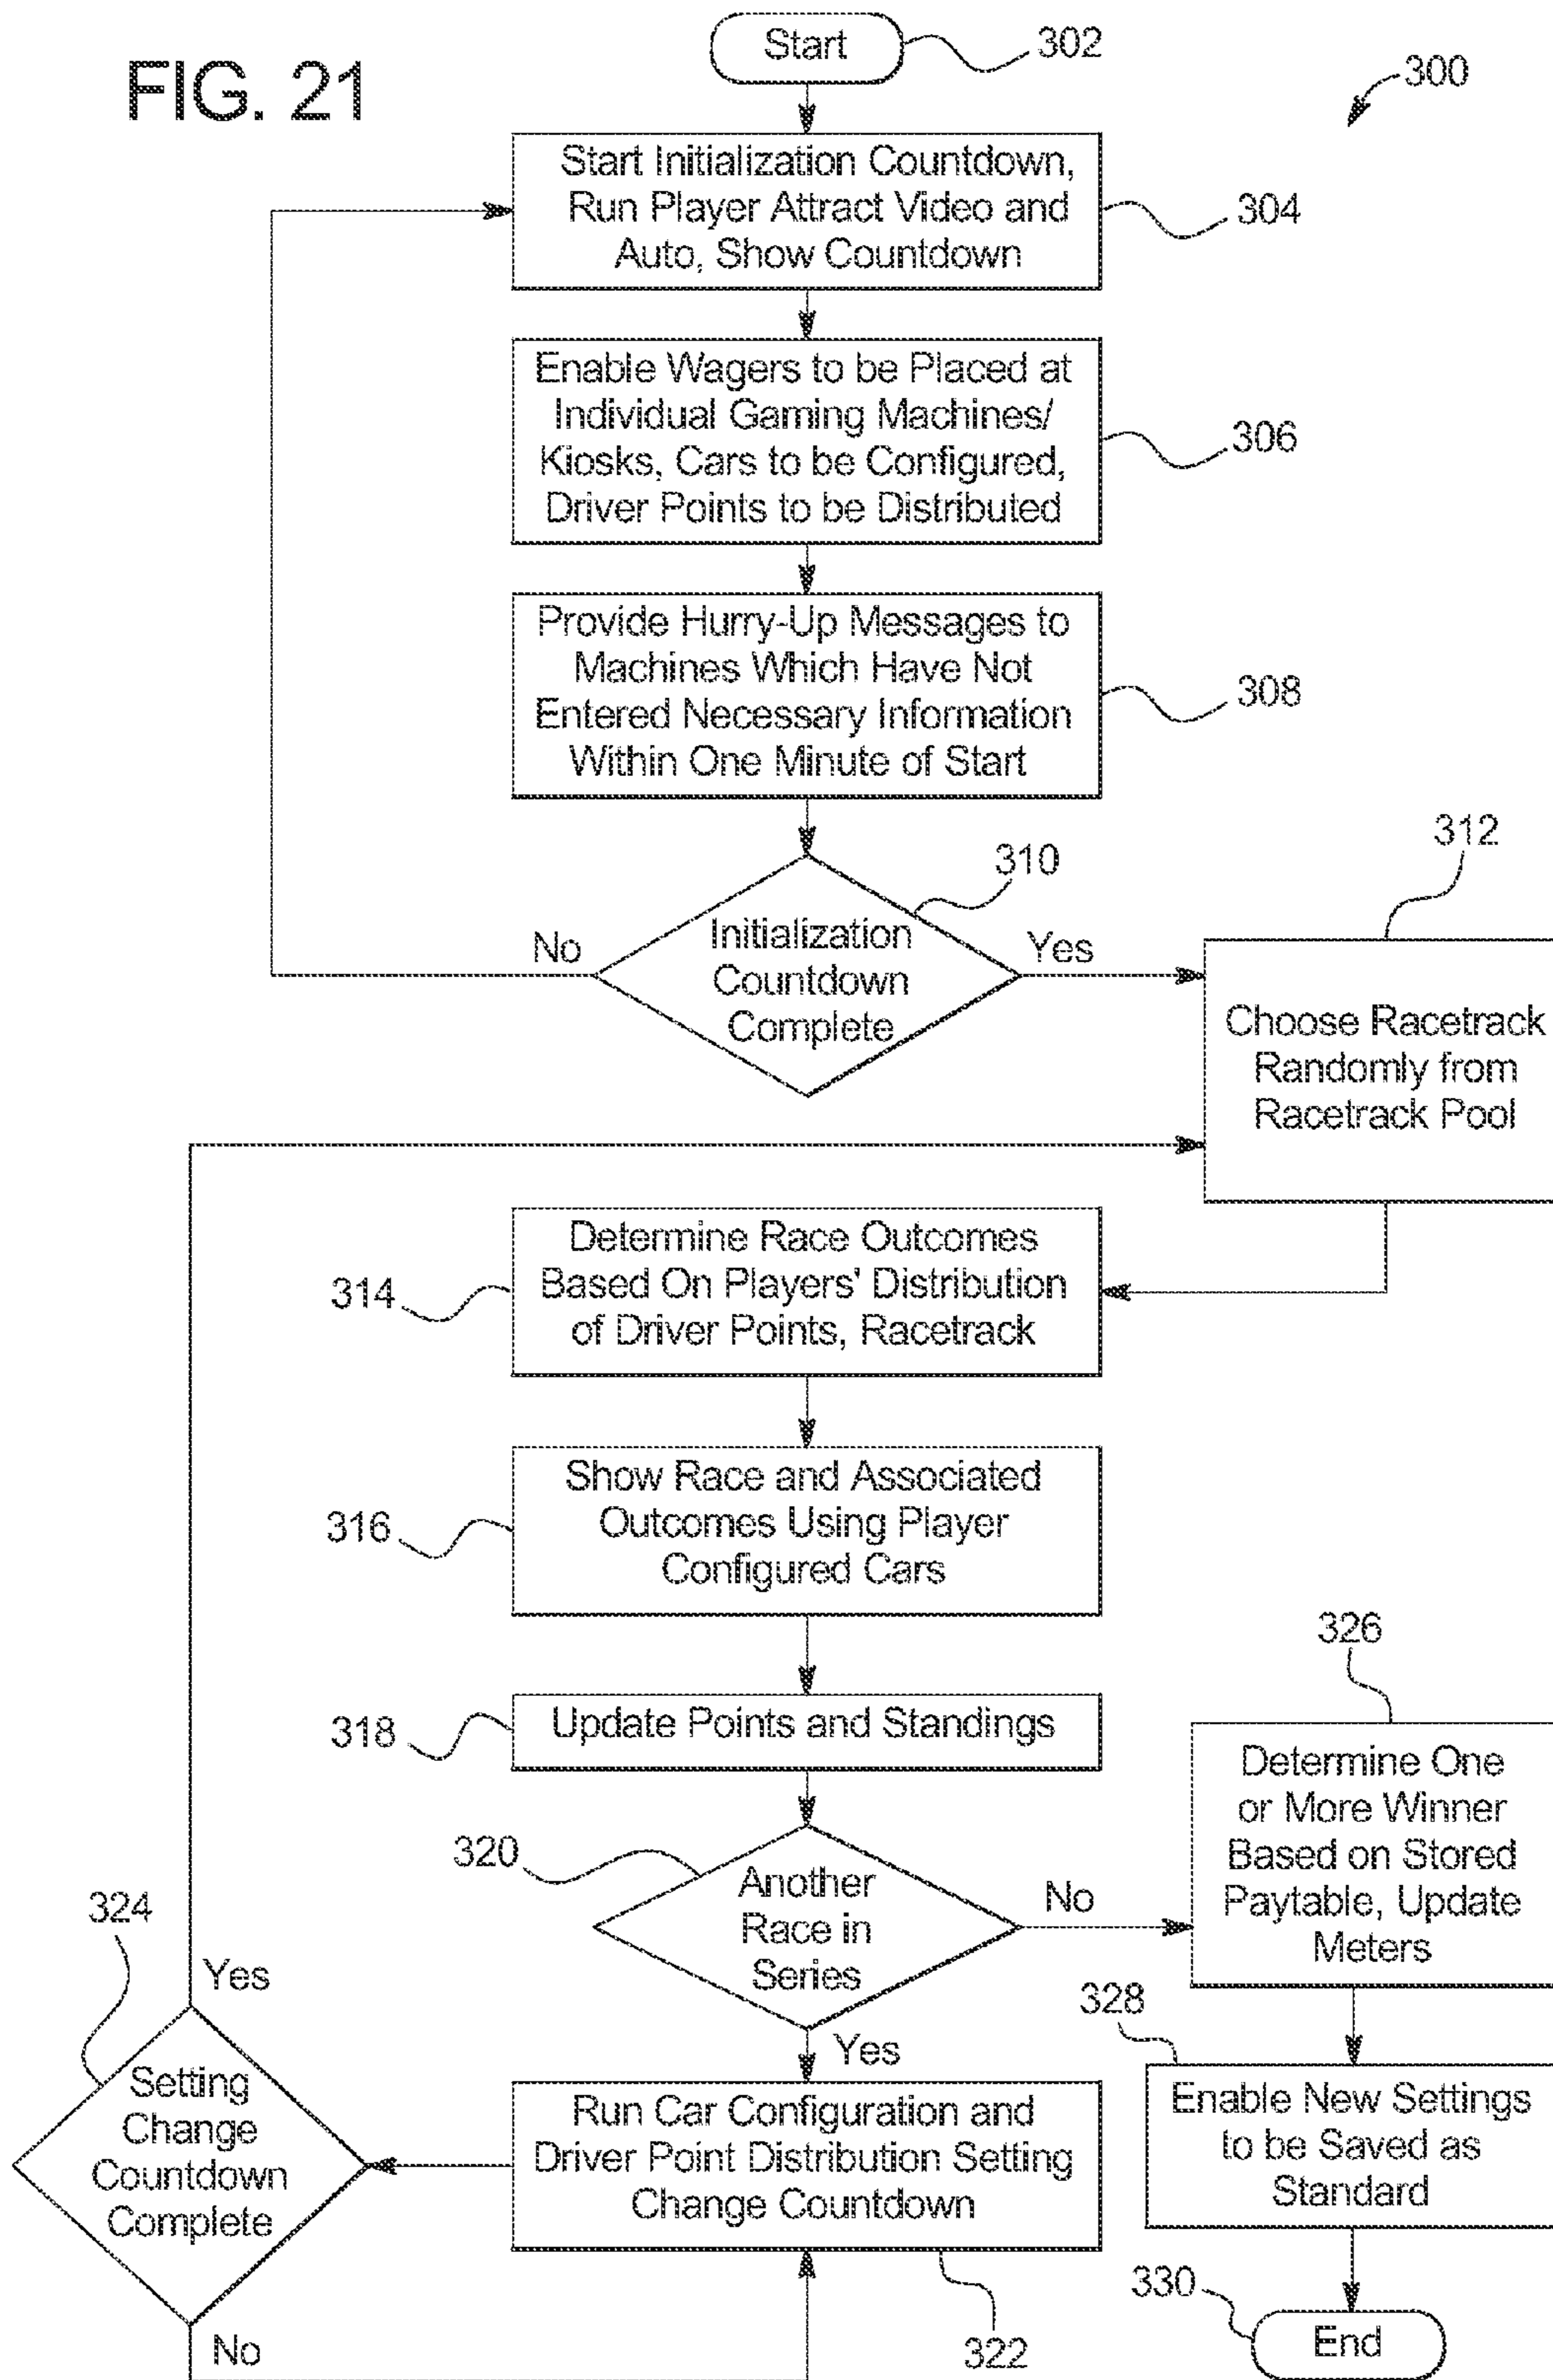 FIG. 21
Start
302
300
Start Initialization Countdown,
Run Player Attract Video and
Auto, Show Countdown
304
Enable Wagers to be Placed at
Individual Gaming Machines/
Kiosks, Cars to be Configured,
Driver Points to be Distributed
306
Provide Hurry-Up Messages to
Machines Which Have Not
Entered Necessary Information
Within One Minute of Start
308
310
Initialization
Countdown
Complete
No
Yes
312
Choose Racetrack
Randomly from
Racetrack Pool
314
Determine Race Outcomes
Based On Players' Distribution
of Driver Points, Racetrack
316
Show Race and Associated
Outcomes Using Player
Configured Cars
318
Update Points and Standings
320
Another
Race in
Series
No
Yes
326
Determine One
or More Winner
Based on Stored
Paytable, Update
Meters
324
Yes
Setting
Change
Countdown
Complete
No
Run Car Configuration and
Driver Point Distribution Setting
Change Countdown
322
328
Enable New Settings
to be Saved as
Standard
330
End